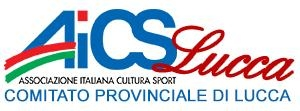 AiCS Lucca
ASSOCIAZIONE ITALIANA CULTURA SPORT
COMITATO PROVINCIALE DI LUCCA